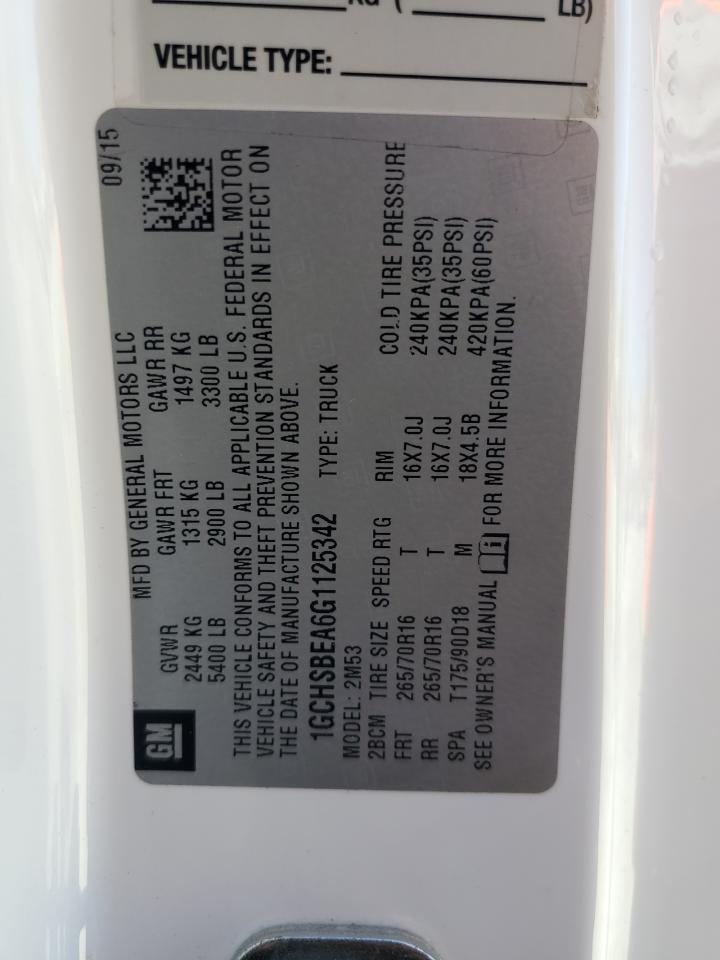 KG (            LB)
VEHICLE TYPE:
09/15
MFD BY GENERAL MOTORS LLC
GVWR GAWR FRT GAWR RR
2449 KG 1315 KG 1497 KG
5400 LB 2900 LB 3300 LB
THIS VEHICLE CONFORMS TO ALL APPLICABLE U.S. FEDERAL MOTOR
VEHICLE SAFETY AND THEFT PREVENTION STANDARDS IN EFFECT ON
THE DATE OF MANUFACTURE SHOWN ABOVE.
1GCHSBEA6G1125342 TYPE: TRUCK
MODEL: 2M53
2BCM TIRE SIZE SPEED RTG RIM COLD TIRE PRESSURE
FRT 265/70R16 T 16X7.0J 240KPA(35PSI)
RR 265/70R16 T 16X7.0J 240KPA(35PSI)
SPA T175/90D18 M 18X4.5B 420KPA(60PSI)
SEE OWNER'S MANUAL i FOR MORE INFORMATION.
GM